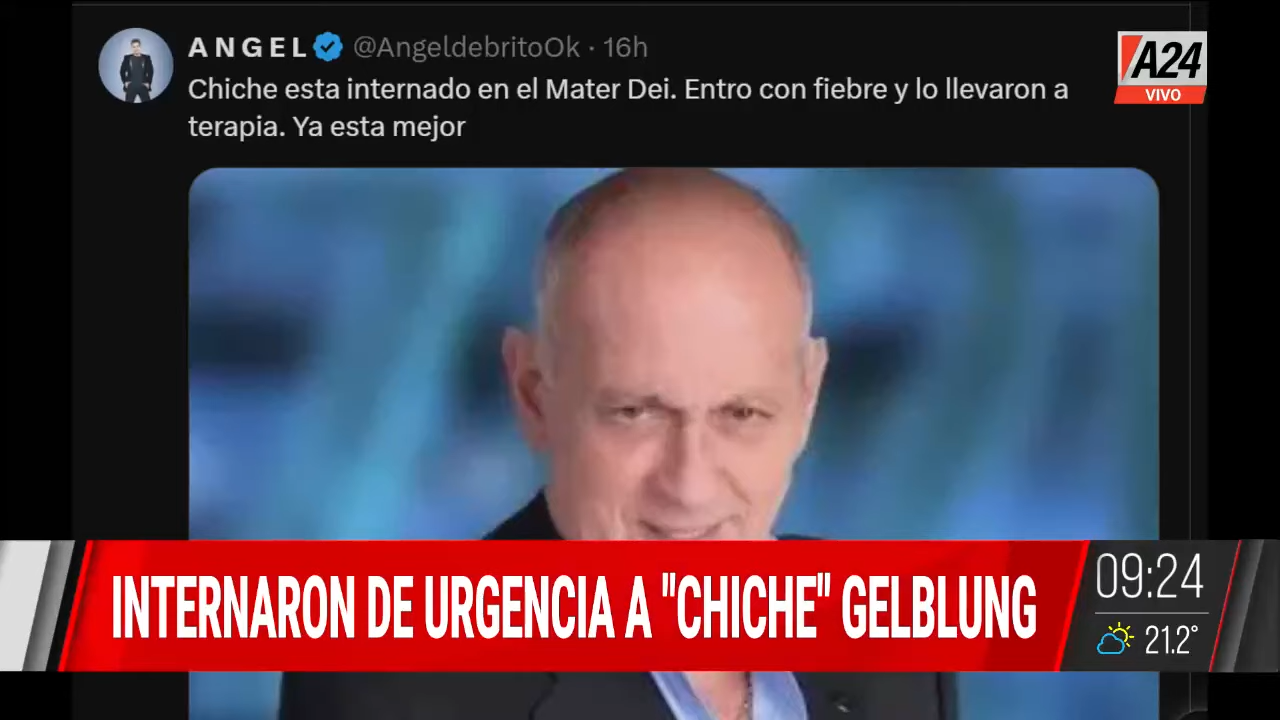 ANGEL @AngeldebritoOk · 16h
Chiche esta internado en el Mater Dei. Entro con fiebre y lo llevaron a
terapia. Ya esta mejor
A24
VIVO
INTERNARON DE URGENCIA A "CHICHE" GELBLUNG
09:24
21.2°